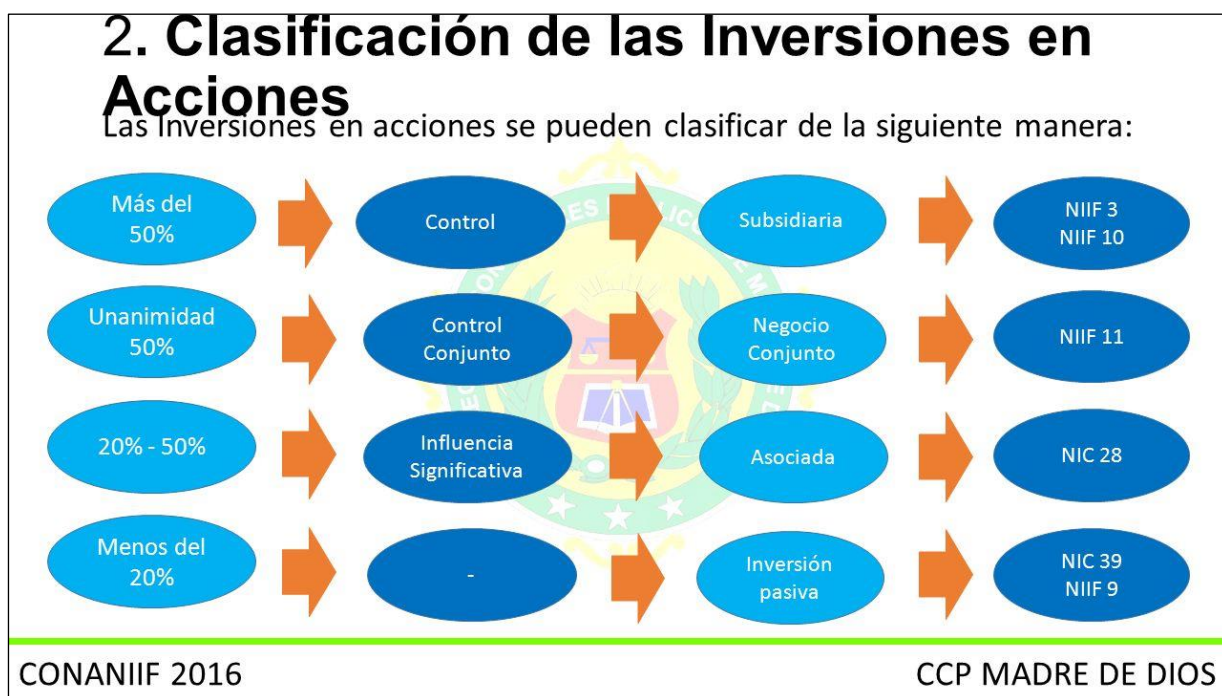 2. Clasificación de las Inversiones en
Acciones
Las Inversiones en acciones se pueden clasificar de la siguiente manera:
Más del
50%
Control
Subsidiaria
NIIF 3
NIIF 10
Unanimidad
50%
Control
Conjunto
Negocio
Conjunto
NIIF 11
20% - 50%
Influencia
Significativa
Asociada
NIC 28
Menos del
20%
-
Inversión
pasiva
NIC 39
NIIF 9
CONANIIF 2016
CCP MADRE DE DIOS